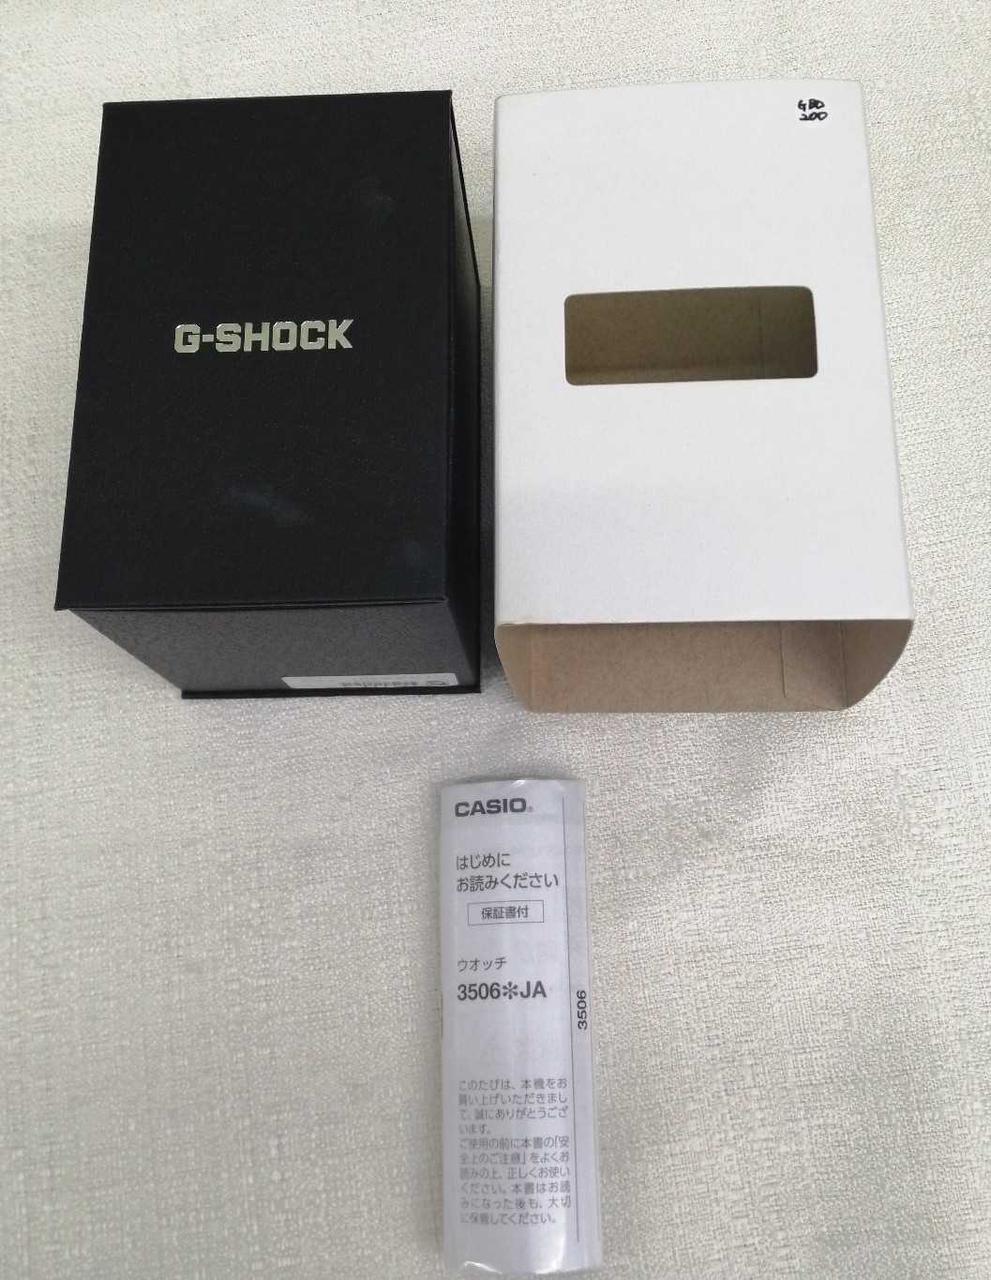 G-SHOCK
GBD
200
CASIO®
はじめに
お読みください
保証書付
ウオッチ
3506✻JA
3506
このたびは、本機をお
買い上げいただきまし
て、誠にありがとうござ
います。
ご使用の前に本書の「安
全上のご注意」をよくお
読みの上、正しくお使い
ください。本書はお読
みになった後も、大切
に保管してください。